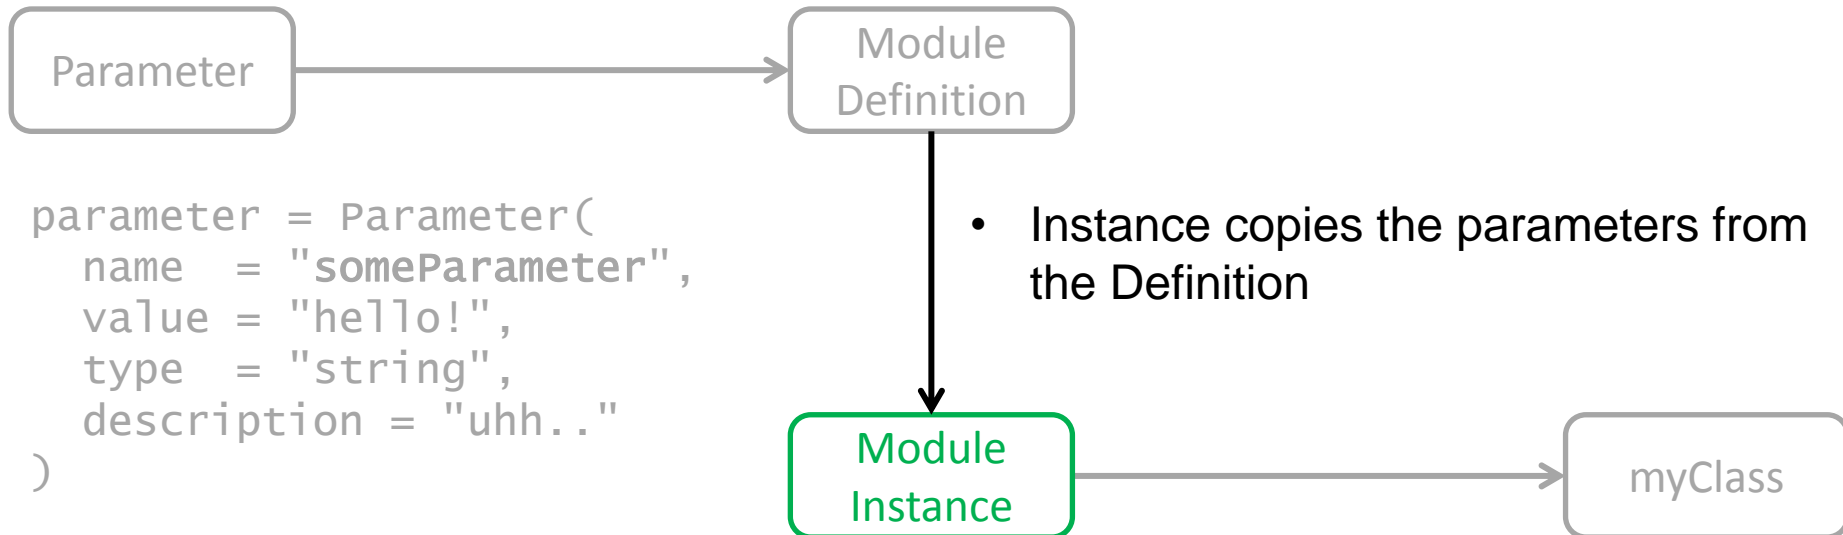 Parameter
Module
Definition
parameter = Parameter(
name = "someParameter",
value = "hello!",
type = "string",
description = "uhh.."
)
• Instance copies the parameters from
the Definition
Module
Instance
myClass